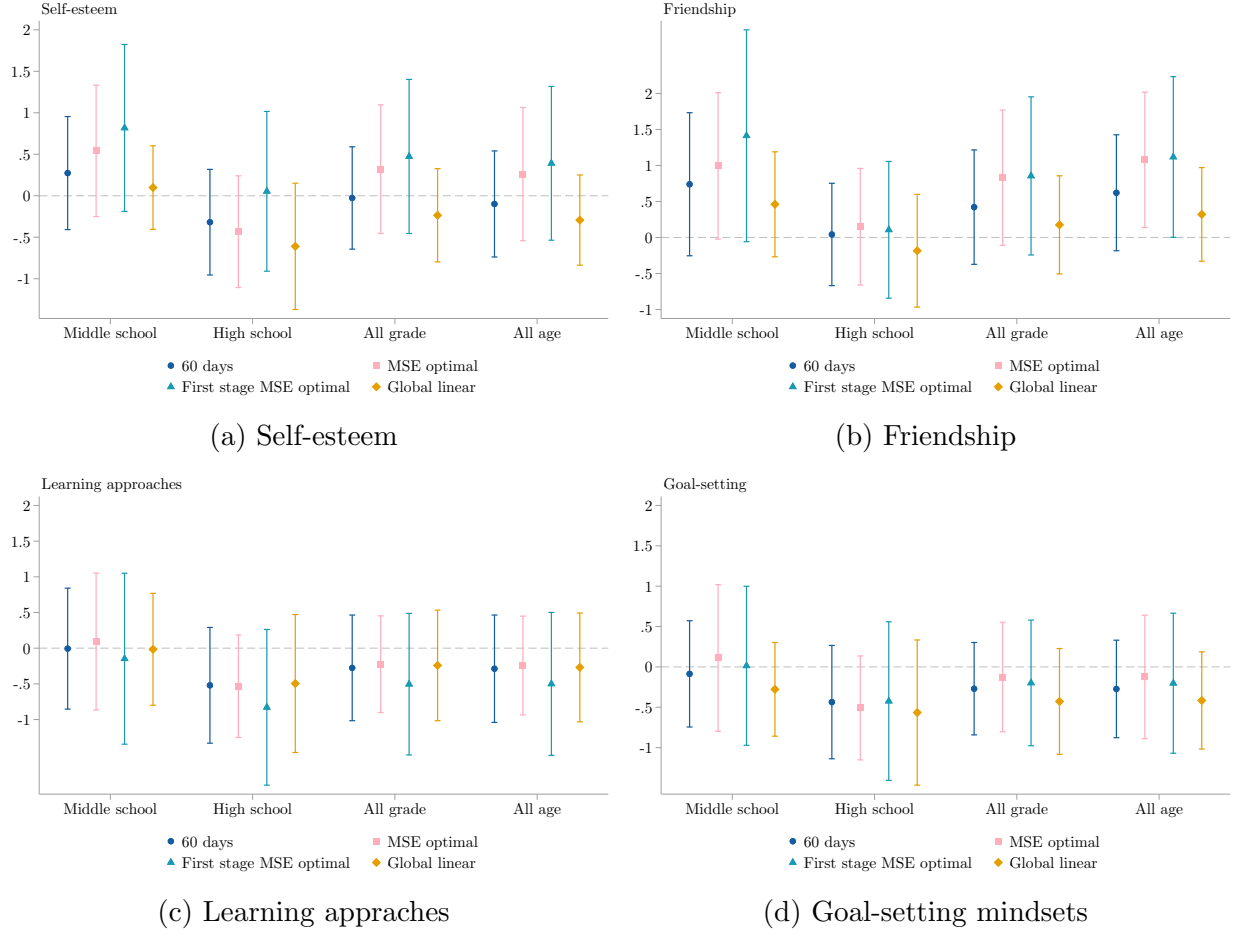 Self-esteem
2
1.5
1
.5
0
-.5
-1
Middle school High school All grade All age
60 days MSE optimal
First stage MSE optimal Global linear
(a) Self-esteem
Friendship
2
1.5
1
.5
0
-.5
-1
Middle school High school All grade All age
60 days MSE optimal
First stage MSE optimal Global linear
(b) Friendship
Learning approaches
2
1.5
1
.5
0
-.5
-1
Middle school High school All grade All age
60 days MSE optimal
First stage MSE optimal Global linear
(c) Learning appraches
Goal-setting
2
1.5
1
.5
0
-.5
-1
Middle school High school All grade All age
60 days MSE optimal
First stage MSE optimal Global linear
(d) Goal-setting mindsets